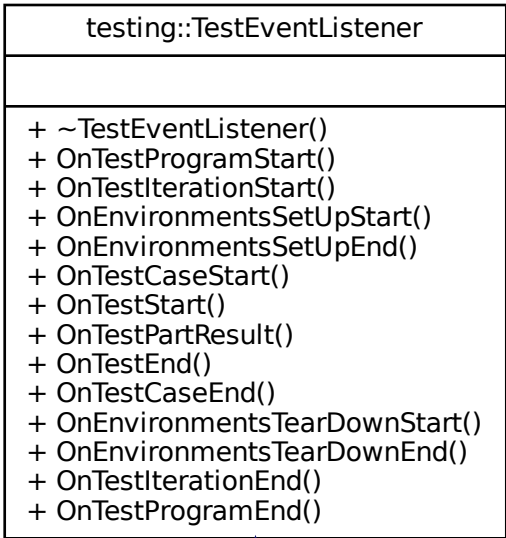 testing::TestEventListener
+ ~TestEventListener()
+ OnTestProgramStart()
+ OnTestIterationStart()
+ OnEnvironmentsSetUpStart()
+ OnEnvironmentsSetUpEnd()
+ OnTestCaseStart()
+ OnTestStart()
+ OnTestPartResult()
+ OnTestEnd()
+ OnTestCaseEnd()
+ OnEnvironmentsTearDownStart()
+ OnEnvironmentsTearDownEnd()
+ OnTestIterationEnd()
+ OnTestProgramEnd()